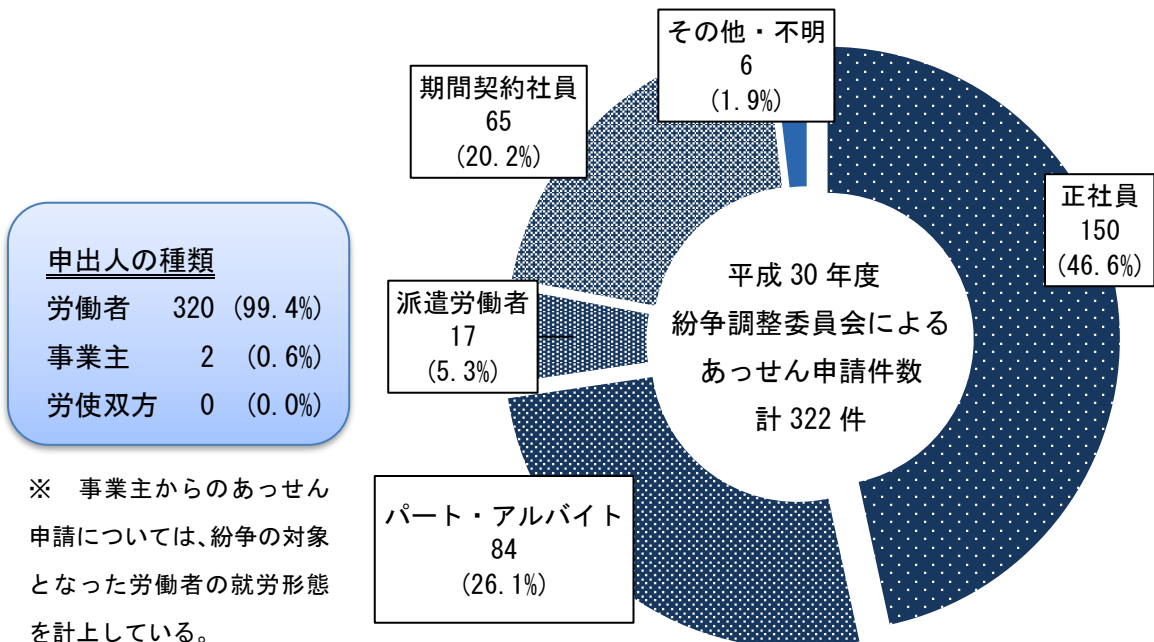 その他・不明
6
(1.9%)
期間契約社員
65
(20.2%)
正社員
150
(46.6%)
申出人の種類
労働者 320 (99.4%)
事業主 2 (0.6%)
労使双方 0 (0.0%)
派遣労働者
17
(5.3%)
平成 30 年度
紛争調整委員会による
あっせん申請件数
計 322 件
パート・アルバイト
84
(26.1%)
※ 事業主からのあっせん
申請については、紛争の対象
となった労働者の就労形態
を計上している。